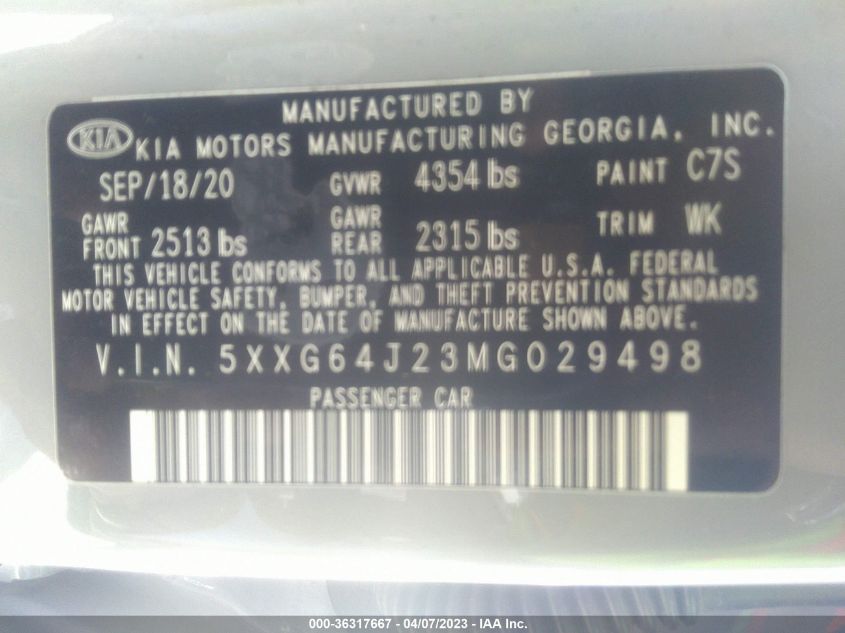 MANUFACTURED BY
KIA KIA MOTORS MANUFACTURING GEORGIA, INC.
SEP/18/20 GVWR 4354 lbs PAINT C7S
GAWR FRONT 2513 lbs GAWR REAR 2315 lbs TRIM WK
THIS VEHICLE CONFORMS TO ALL APPLICABLE U.S.A. FEDERAL
MOTOR VEHICLE SAFETY, BUMPER, AND THEFT PREVENTION STANDARDS
IN EFFECT ON THE DATE OF MANUFACTURE SHOWN ABOVE.
V.I.N. 5XXG64J23MG029498
PASSENGER CAR
000-36317667 - 04/07/2023 - IAA Inc.